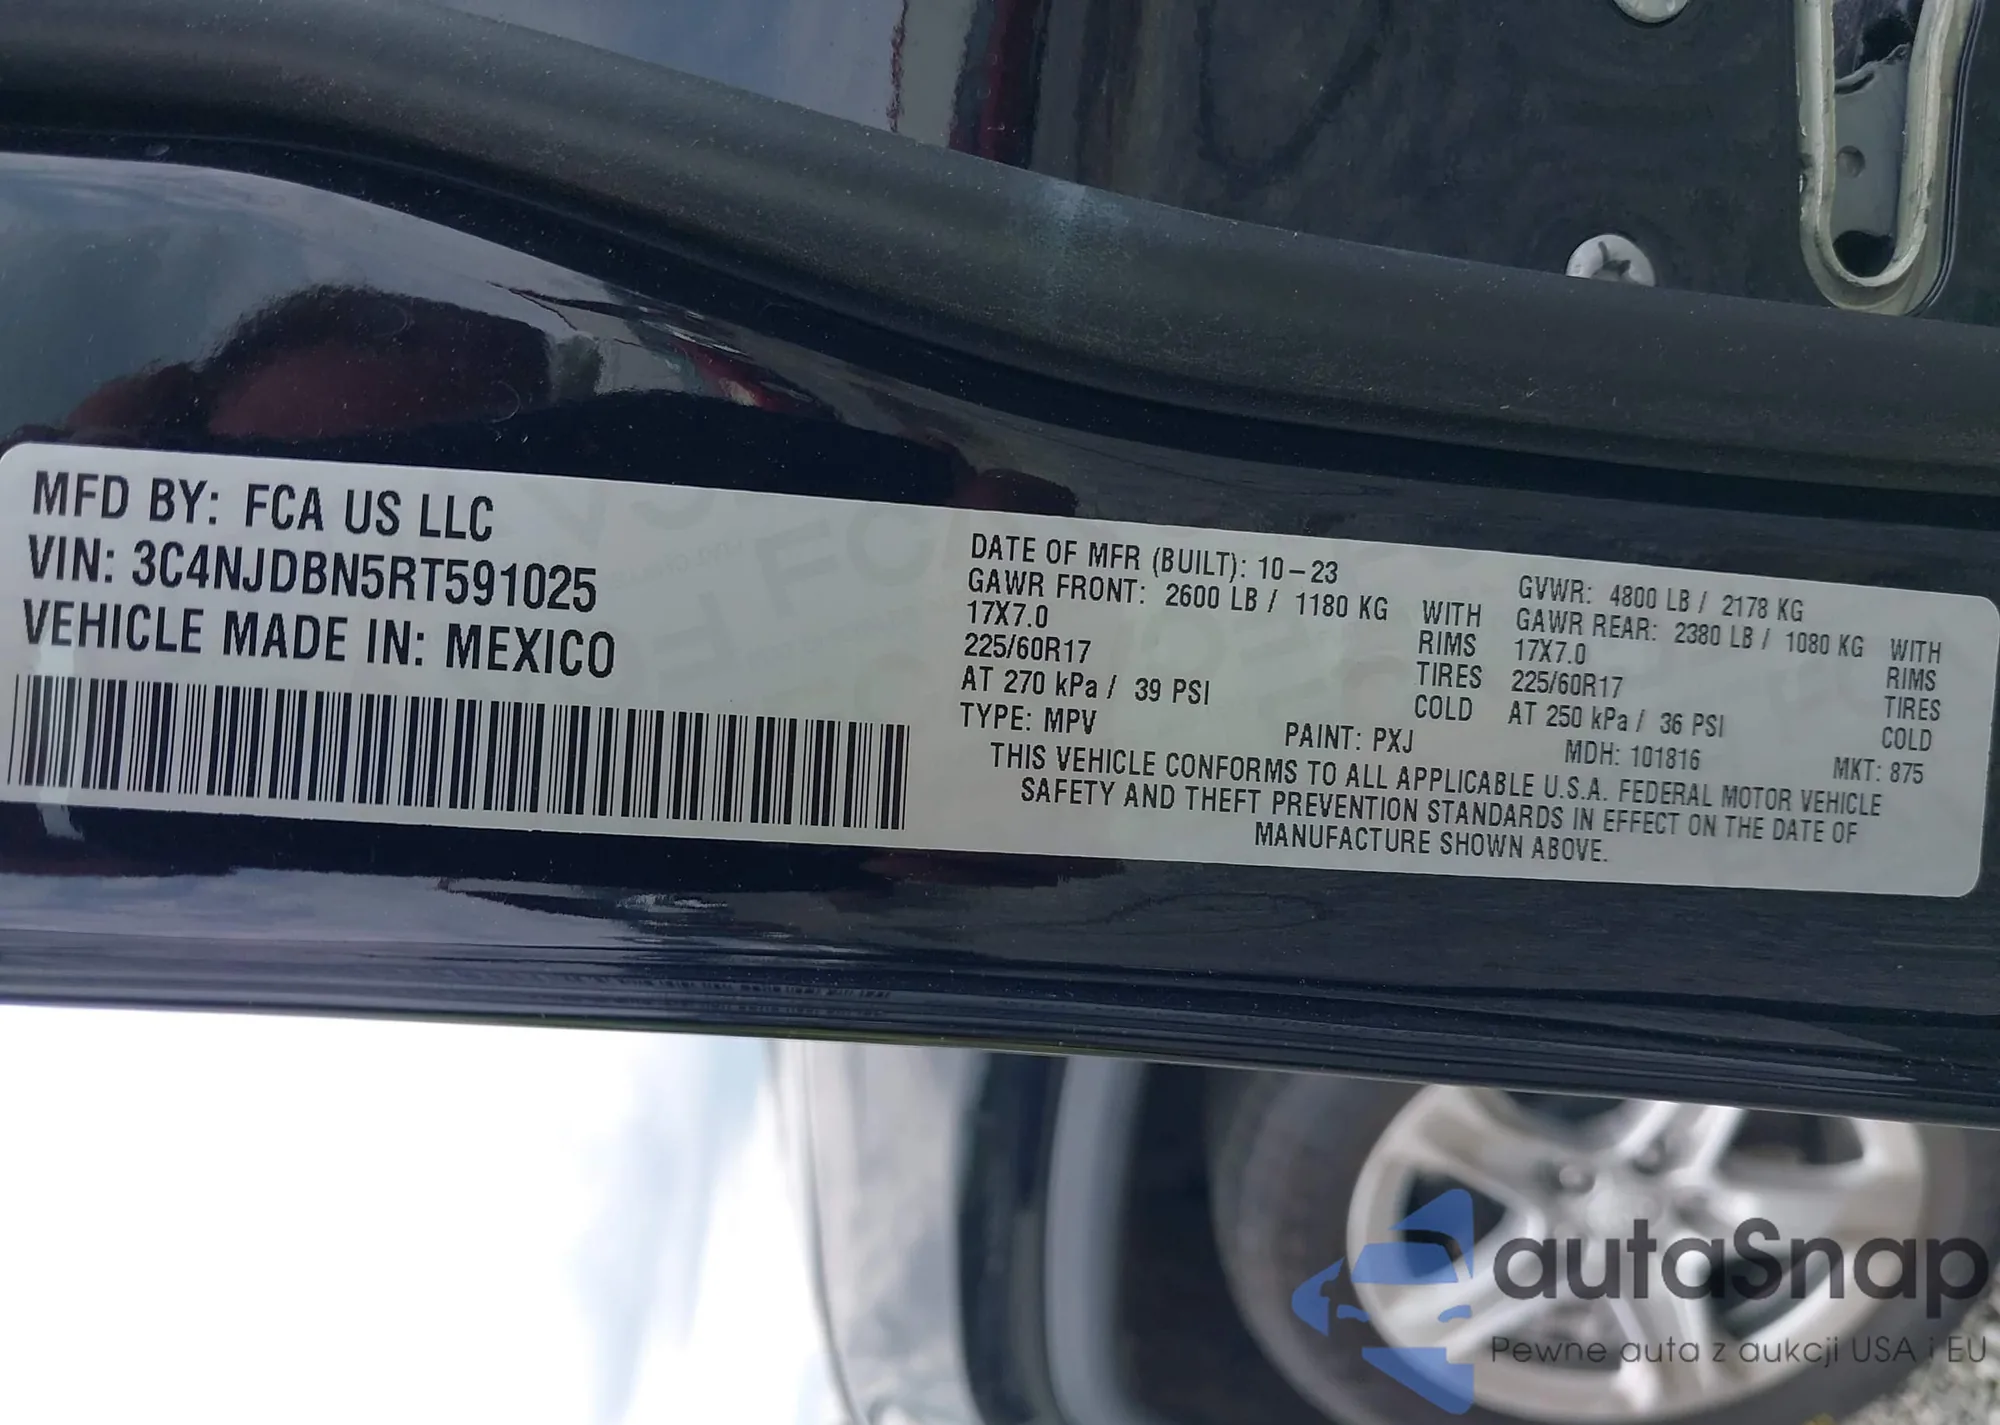 MFD BY: FCA US LLC
VIN: 3C4NJDBN5RT591025
VEHICLE MADE IN: MEXICO
DATE OF MFR (BUILT): 10-23
GVWR: 4800 LB / 2178 KG
GAWR FRONT: 2600 LB / 1180 KG WITH
17X7.0 RIMS
225/60R17 TIRES
AT 270 kPa / 39 PSI COLD
GAWR REAR: 2380 LB / 1080 KG WITH
17X7.0 RIMS
225/60R17 TIRES
AT 250 kPa / 36 PSI COLD
TYPE: MPV PAINT: PXJ MDH: 101816 MKT: 875
THIS VEHICLE CONFORMS TO ALL APPLICABLE U.S.A. FEDERAL MOTOR VEHICLE
SAFETY AND THEFT PREVENTION STANDARDS IN EFFECT ON THE DATE OF
MANUFACTURE SHOWN ABOVE.
autaSnap
Pewne auta z aukcji USA i EU